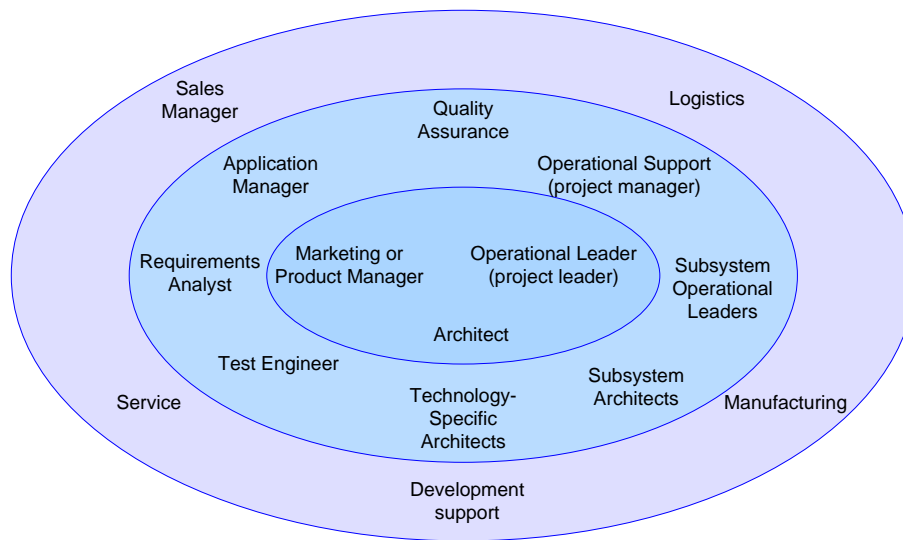 Sales
Manager
Logistics
Quality
Assurance
Application
Manager
Operational Support
(project manager)
Marketing or
Product Manager
Operational Leader
(project leader)
Requirements
Analyst
Subsystem
Operational
Leaders
Architect
Test Engineer
Subsystem
Architects
Technology-
Specific
Architects
Service
Manufacturing
Development
support